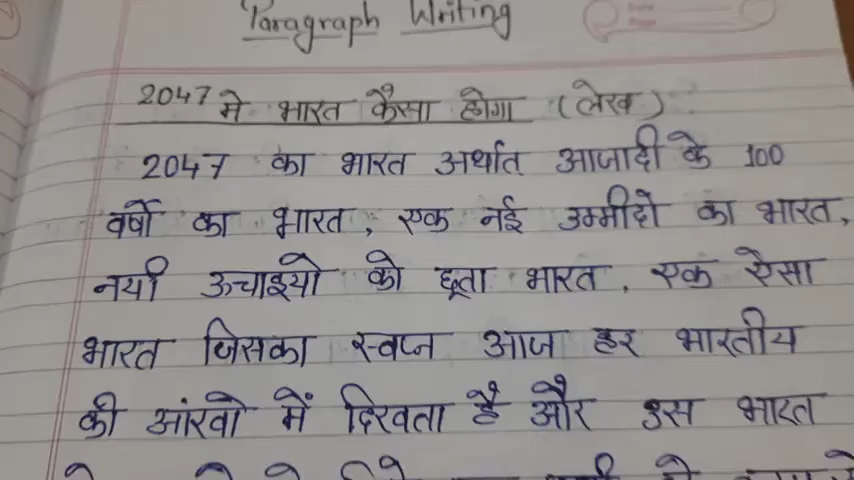 Paragraph Writing
2047 मे भारत कैसा होगा (लेख)
2047 का भारत अर्थात आजादी के 100
वर्षो का भारत, एक नई उम्मीदो का भारत,
नयी ऊचाइयो को छूता भारत, एक ऐसा
भारत जिसका स्वप्न आज हर भारतीय
की आंखो में दिखता है और उस भारत